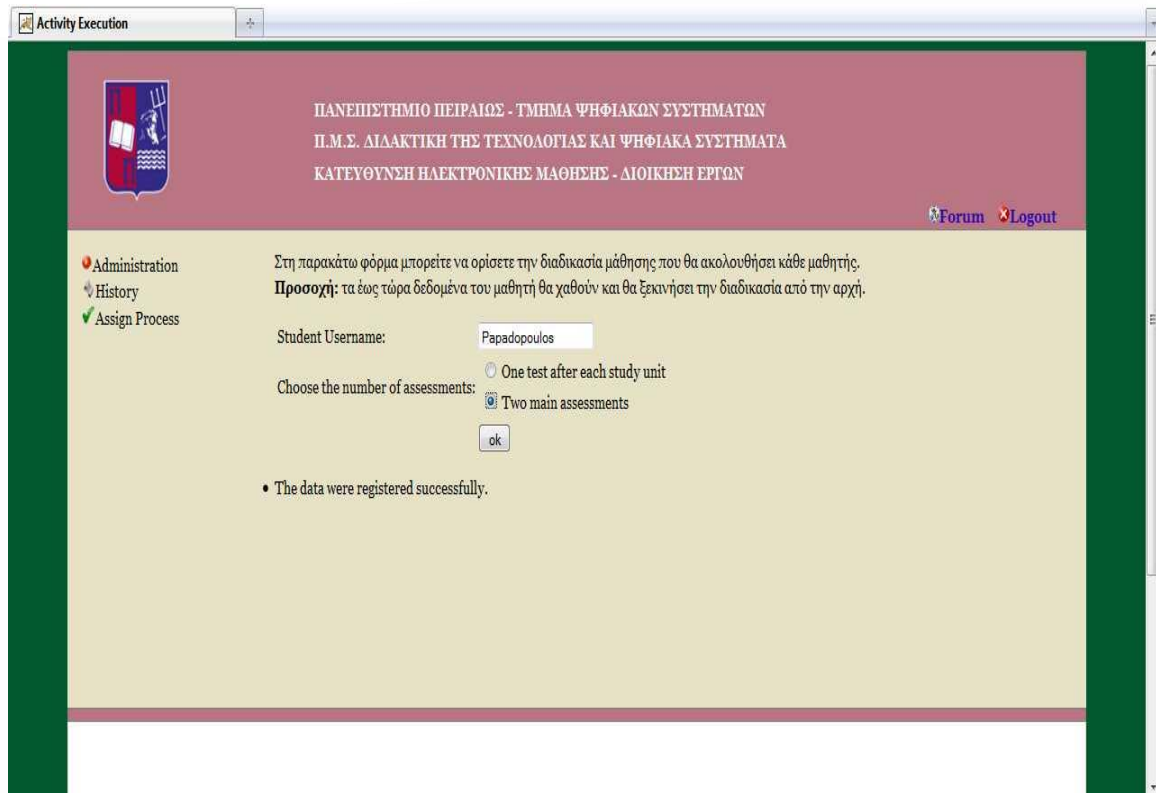 Activity Execution
ΠΑΝΕΠΙΣΤΗΜΙΟ ΠΕΙΡΑΙΩΣ - ΤΜΗΜΑ ΨΗΦΙΑΚΩΝ ΣΥΣΤΗΜΑΤΩΝ
Π.Μ.Σ. ΔΙΔΑΚΤΙΚΗ ΤΗΣ ΤΕΧΝΟΛΟΓΙΑΣ ΚΑΙ ΨΗΦΙΑΚΑ ΣΥΣΤΗΜΑΤΑ
ΚΑΤΕΥΘΥΝΣΗ ΗΛΕΚΤΡΟΝΙΚΗΣ ΜΑΘΗΣΗΣ - ΔΙΟΙΚΗΣΗ ΕΡΓΩΝ
Forum Logout
Administration
History
Assign Process
Στη παρακάτω φόρμα μπορείτε να ορίσετε την διαδικασία μάθησης που θα ακολουθήσει κάθε μαθητής.
Προσοχή: τα έως τώρα δεδομένα του μαθητή θα χαθούν και θα ξεκινήσει την διαδικασία από την αρχή.
Student Username: Papadopoulos
Choose the number of assessments:
One test after each study unit
Two main assessments
ok
• The data were registered successfully.